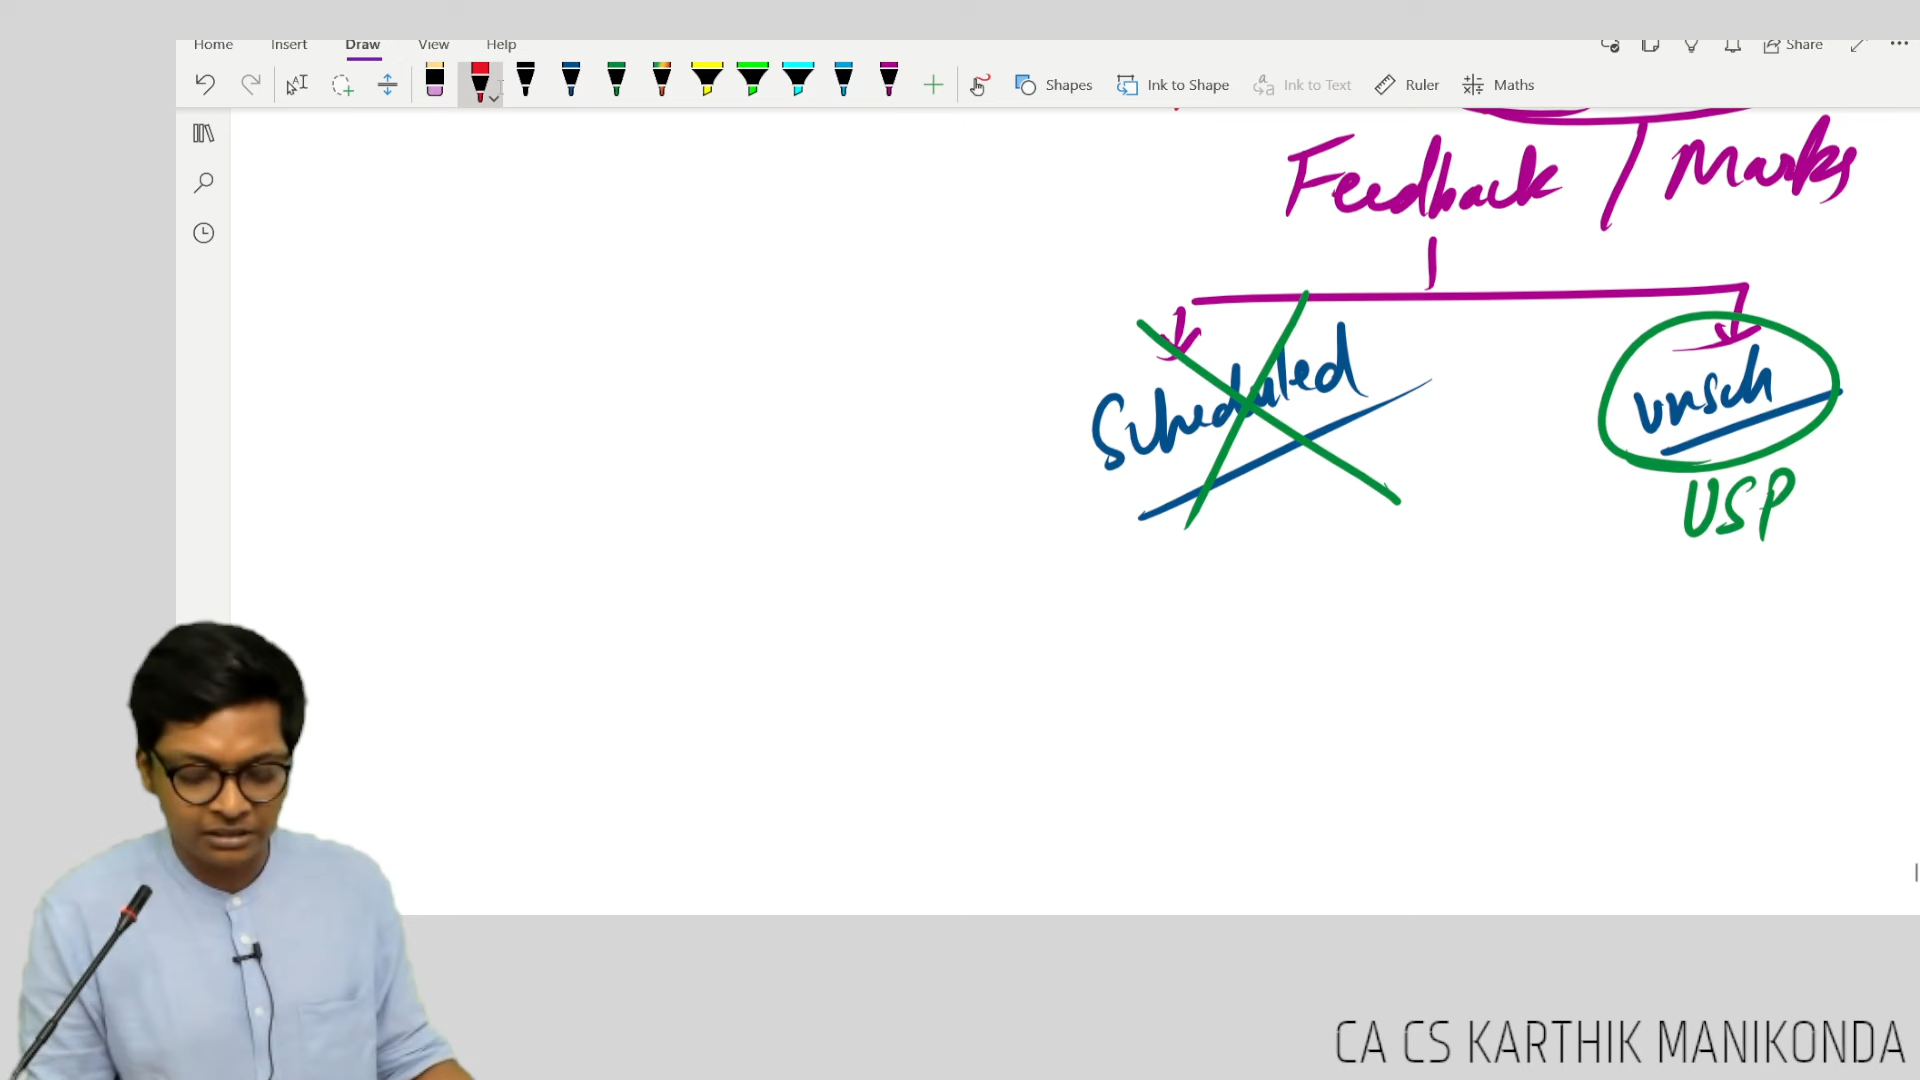 Home Insert Draw View Help Share
Shapes Ink to Shape Ink to Text Ruler Maths
Feedback / Marks
Scheduled
unsch
USP
CA CS KARTHIK MANIKONDA